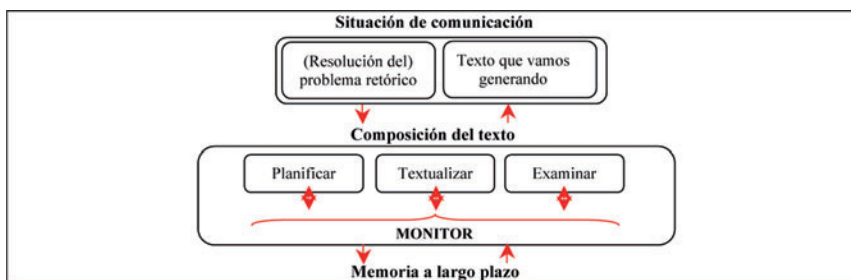 Situación de comunicación
(Resolución del)
problema retórico
Texto que vamos
generando
Composición del texto
Planificar
Textualizar
Examinar
MONITOR
Memoria a largo plazo